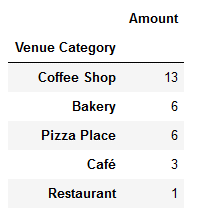 Amount
Venue Category
Coffee Shop 13
Bakery 6
Pizza Place 6
Café 3
Restaurant 1